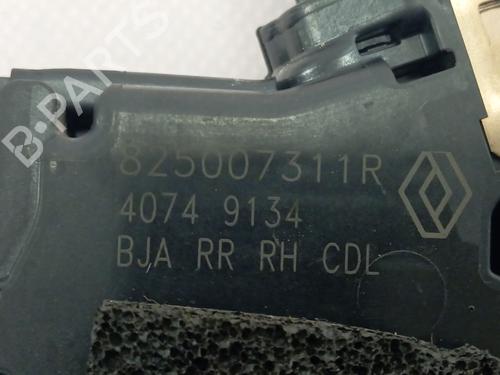 B-PARTS
825007311R
4074 9134
BJA RR RH CDL